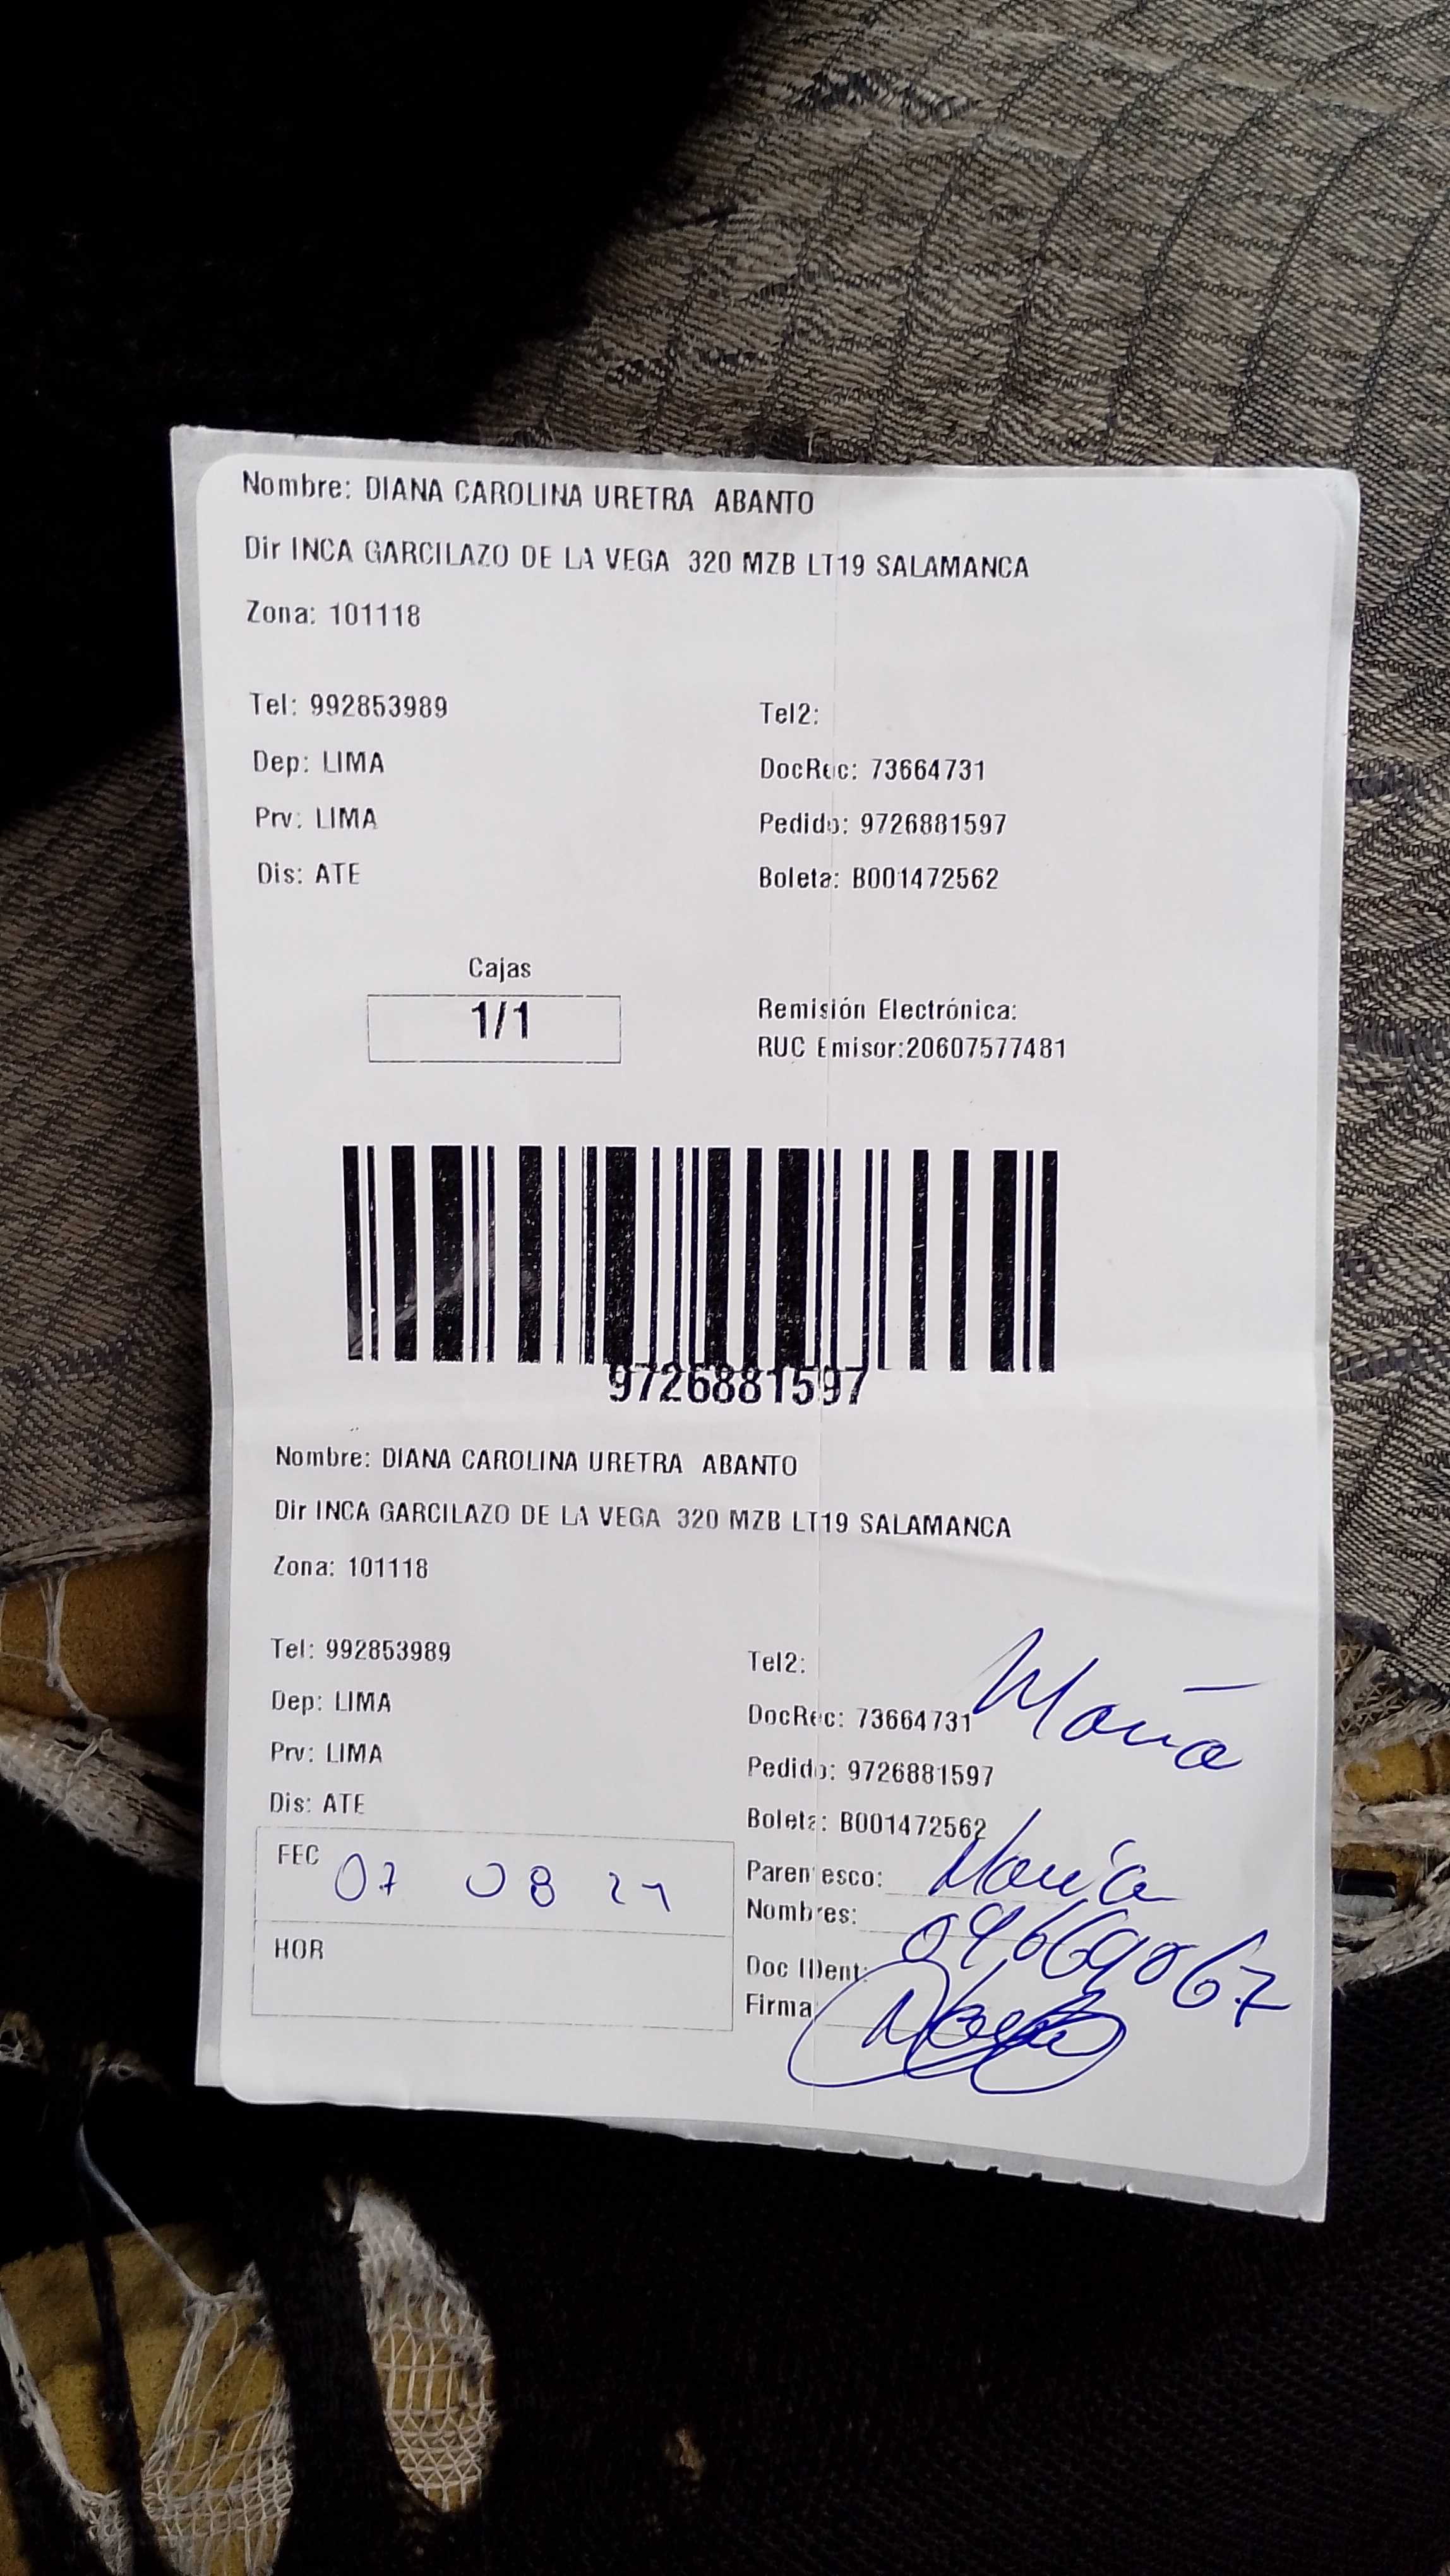 Nombre: DIANA CAROLINA URETRA ABANTO
Dir INCA GARCILAZO DE LA VEGA 320 MZB LT19 SALAMANCA
Zona: 101118
Tel: 992853989 Tel2:
Dep: LIMA DocRec: 73664731
Prv: LIMA Pedido: 9726881597
Dis: ATE Boleta: B001472562
Cajas
1/1
Remisión Electrónica:
RUC Emisor:20607577481
9726881597
Nombre: DIANA CAROLINA URETRA ABANTO
Dir INCA GARCILAZO DE LA VEGA 320 MZB LT19 SALAMANCA
Zona: 101118
Tel: 992853989 Tel2:
Dep: LIMA DocRec: 73664731
Prv: LIMA Pedido: 9726881597
Dis: ATE Boleta: B001472562
FEC 07 08 21
HOR
Parentesco: María
Nombres:
Doc Ident:
Firma